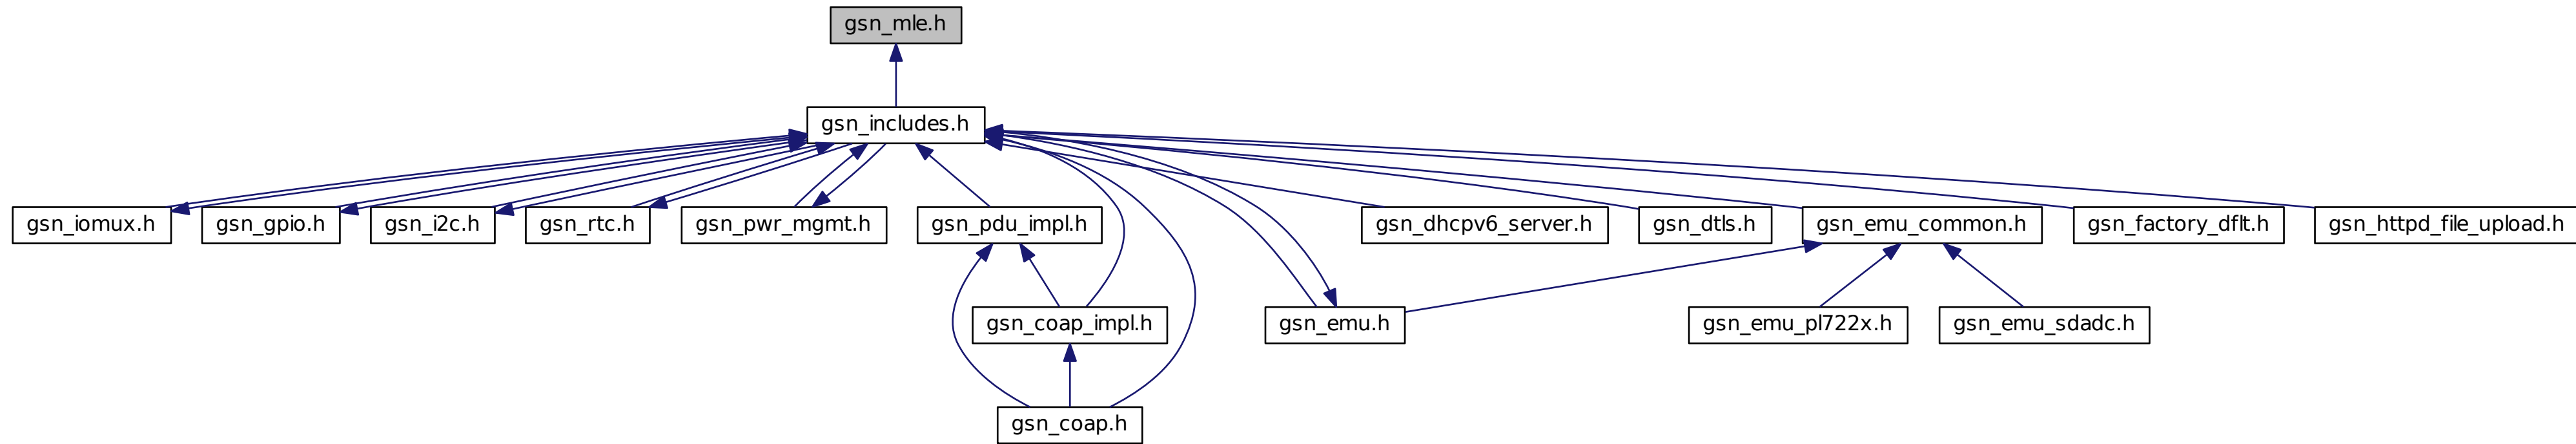 gsn_mle.h
gsn_includes.h
gsn_iomux.h
gsn_gpio.h
gsn_i2c.h
gsn_rtc.h
gsn_pwr_mgmt.h
gsn_pdu_impl.h
gsn_dhcpv6_server.h
gsn_dtls.h
gsn_emu_common.h
gsn_factory_dflt.h
gsn_httpd_file_upload.h
gsn_coap_impl.h
gsn_emu.h
gsn_emu_pl722x.h
gsn_emu_sdadc.h
gsn_coap.h